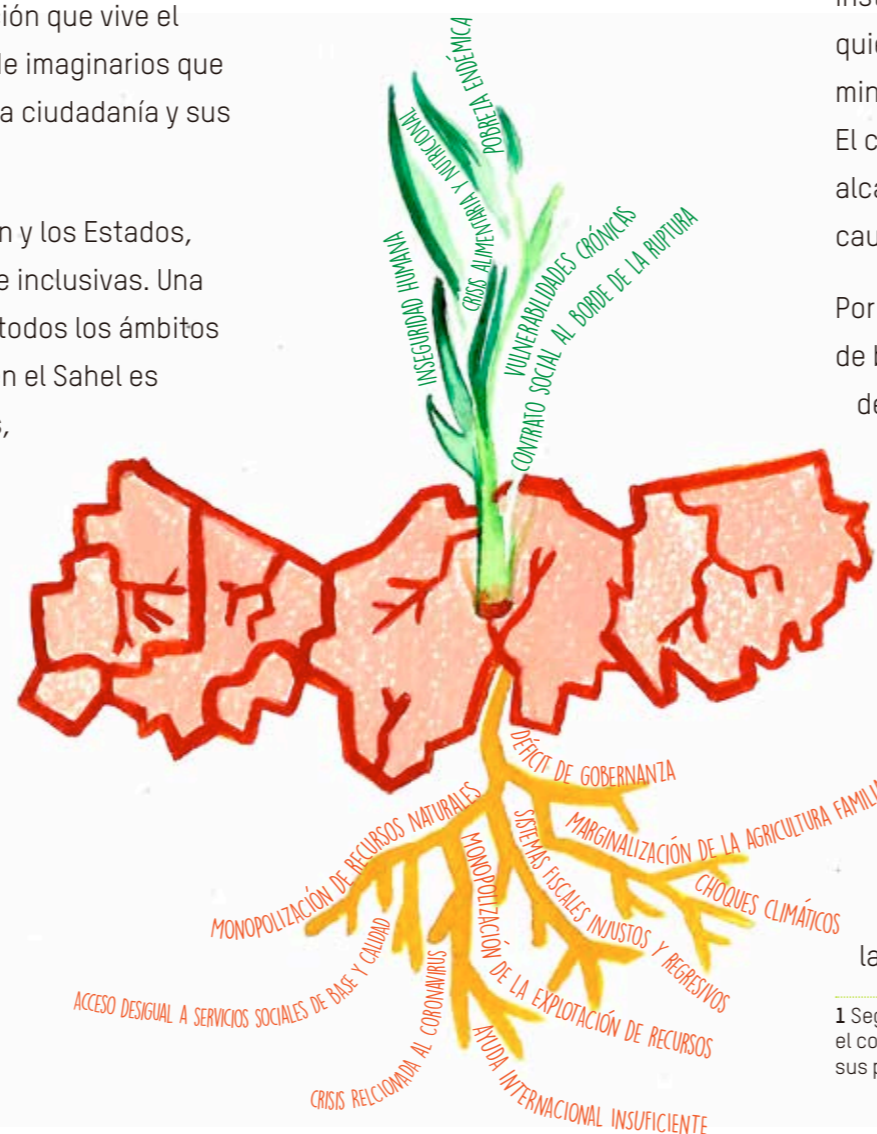 ión que vive el
de imaginarios que
a ciudadanía y sus
n y los Estados,
e inclusivas. Una
todos los ámbitos
n el Sahel es
POBREZA ENDÉMICA
CRISIS ALIMENTARIA Y NUTRICIONAL
INSEGURIDAD HUMANA
VULNERABILIDADES CRÓNICAS
CONTRATO SOCIAL AL BORDE DE LA RUPTURA
DÉFICIT DE GOBERNANZA
MARGINALIZACIÓN DE LA AGRICULTURA FAMILIA
CHOQUES CLIMÁTICOS
SISTEMAS FISCALES INJUSTOS Y REGRESIVOS
MONOPOLIZACIÓN DE LA EXPLOTACIÓN DE RECURSOS
MONOPOLIZACIÓN DE RECURSOS NATURALES
ACCESO DESIGUAL A SERVICIOS SOCIALES DE BASE Y CALIDAD
CRISIS RELCIONADA AL CORONAVIRUS
AYUDA INTERNACIONAL INSUFICIENTE
quie
min
El c
alca
cau
Por
de b
de
la
1 Seg
el co
sus p